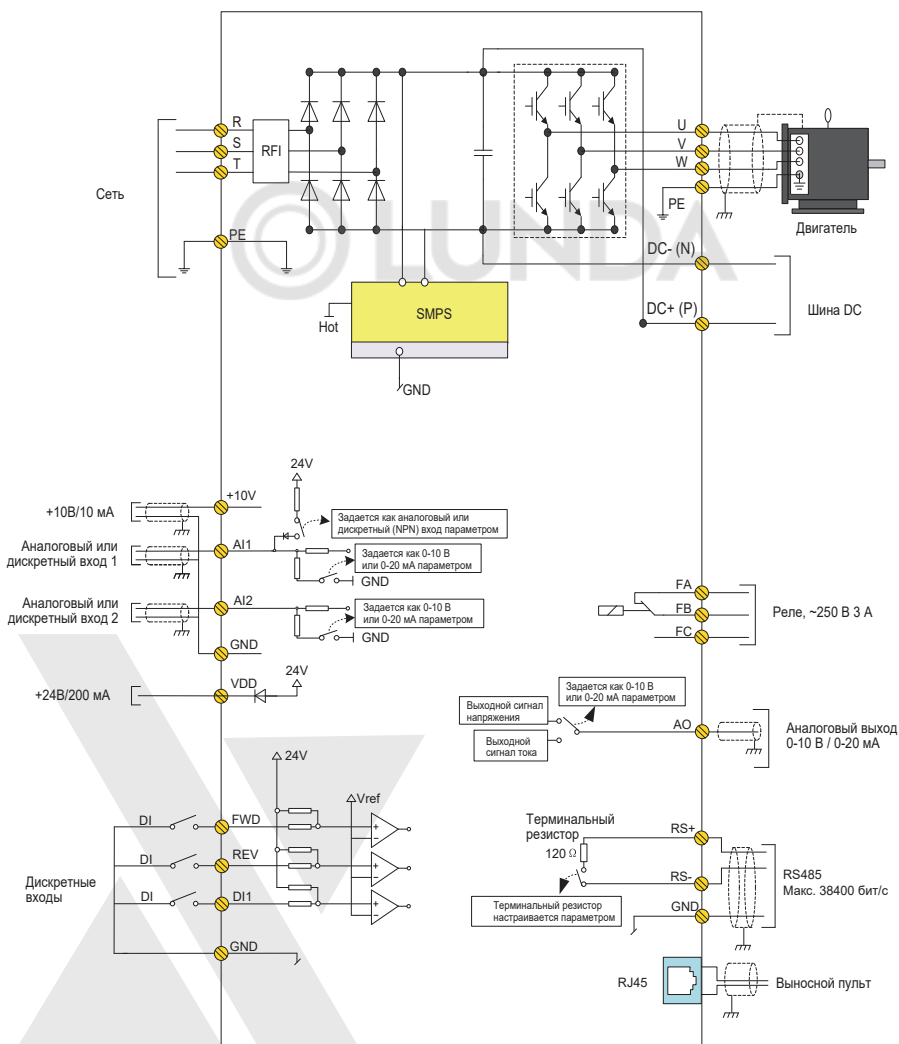 R
S
T
RFI
Сеть
PE
U
V
W
PE
Двигатель
LUNDA
DC- (N)
DC+ (P)
Шина DC
SMPS
Hot
GND
24V
+10V
+10В/10 мА
Задается как аналоговый или
дискретный (NPN) вход параметром
Аналоговый или
дискретный вход 1
AI1
Задается как 0-10 В
или 0-20 мА параметром
GND
Аналоговый или
дискретный вход 2
AI2
Задается как 0-10 В
или 0-20 мА параметром
GND
GND
+24В/200 мА
VDD
24V
FA
FB
FC
Реле, ~250 В 3 А
Задается как 0-10 В
или 0-20 мА параметром
Выходной сигнал
напряжения
Выходной
сигнал тока
AO
Аналоговый выход
0-10 В / 0-20 мА
24V
Vref
DI
FWD
DI
REV
DI
DI1
Дискретные
входы
GND
Терминальный
резистор
120 Ω
RS+
RS-
RS485
Макс. 38400 бит/с
Терминальный резистор
настраивается параметром
GND
RJ45
Выносной пульт